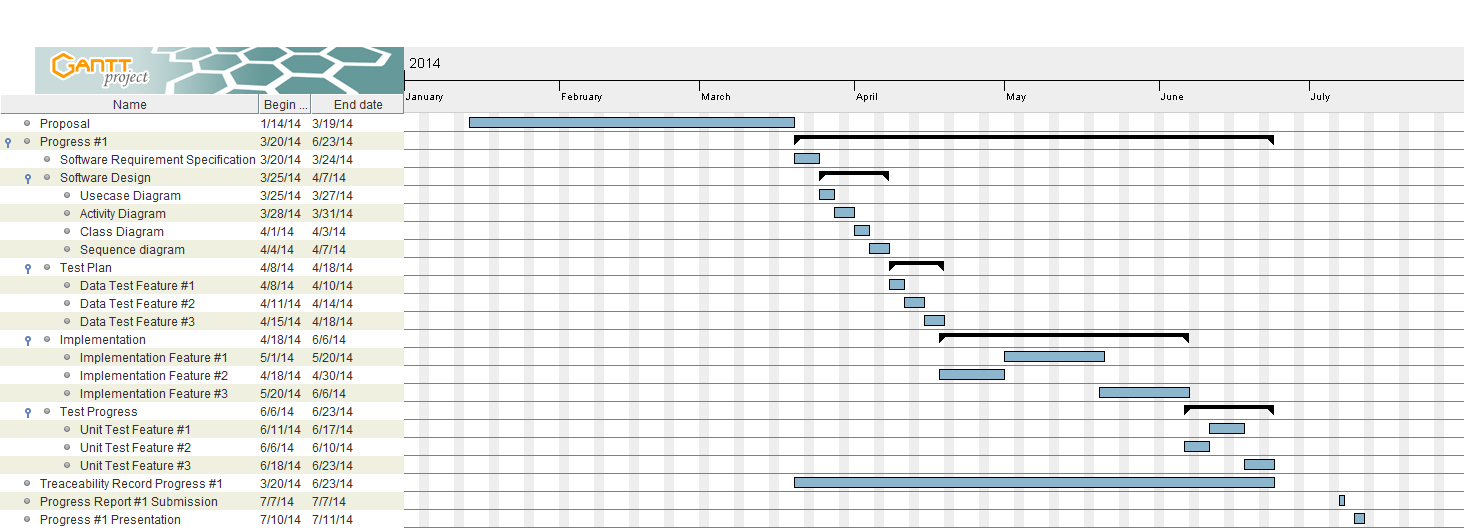 GANTT
project
2014
January February March April May June July
Name Begin ... End date
Proposal 1/14/14 3/19/14
Progress #1 3/20/14 6/23/14
Software Requirement Specification 3/20/14 3/24/14
Software Design 3/25/14 4/7/14
Usecase Diagram 3/25/14 3/27/14
Activity Diagram 3/28/14 3/31/14
Class Diagram 4/1/14 4/3/14
Sequence diagram 4/4/14 4/7/14
Test Plan 4/8/14 4/18/14
Data Test Feature #1 4/8/14 4/10/14
Data Test Feature #2 4/11/14 4/14/14
Data Test Feature #3 4/15/14 4/18/14
Implementation 4/18/14 6/6/14
Implementation Feature #1 5/1/14 5/20/14
Implementation Feature #2 4/18/14 4/30/14
Implementation Feature #3 5/20/14 6/6/14
Test Progress 6/6/14 6/23/14
Unit Test Feature #1 6/11/14 6/17/14
Unit Test Feature #2 6/6/14 6/10/14
Unit Test Feature #3 6/18/14 6/23/14
Treaceability Record Progress #1 3/20/14 6/23/14
Progress Report #1 Submission 7/7/14 7/7/14
Progress #1 Presentation 7/10/14 7/11/14